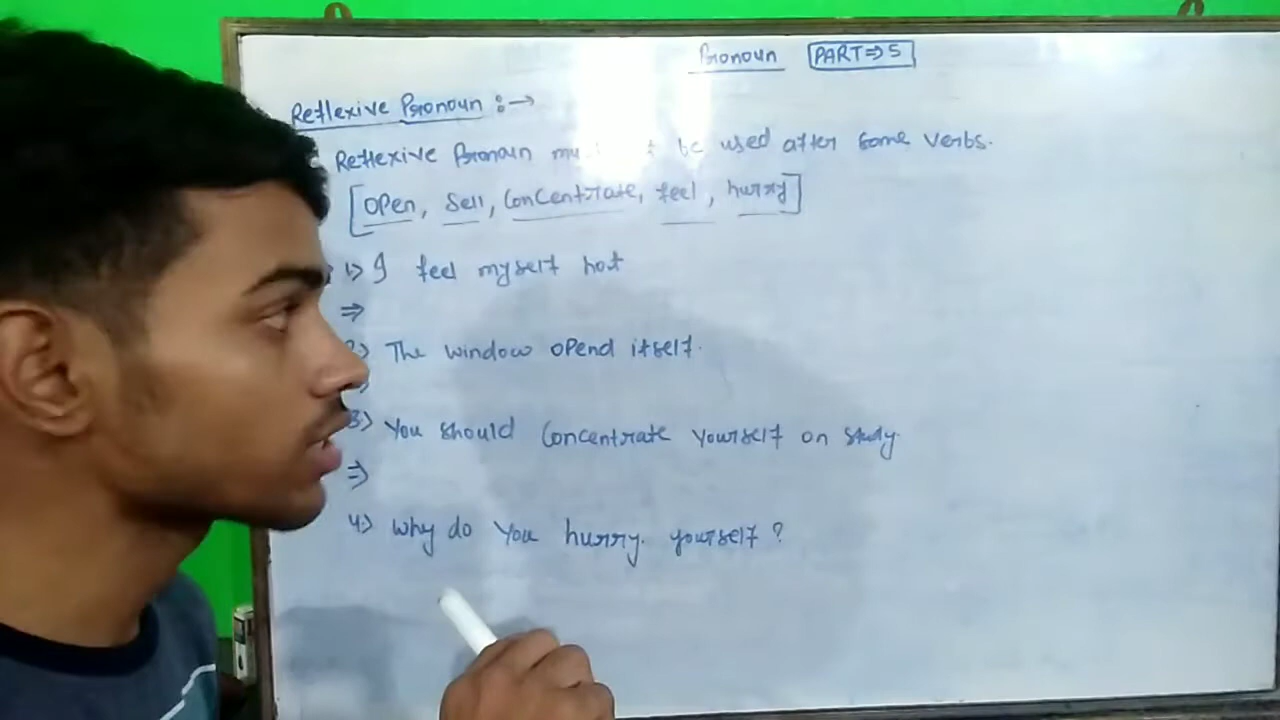 Pronoun PART⇒5
Reflexive Pronoun :→
Reflexive Pronoun be used after some verbs.
[Open, Sell, Concentrate, feel, hurry]
1) I feel myself hot
⇒
2) The window opend itself.
3) You should Concentrate yourself on study.
⇒
4) Why do you hurry yourself?